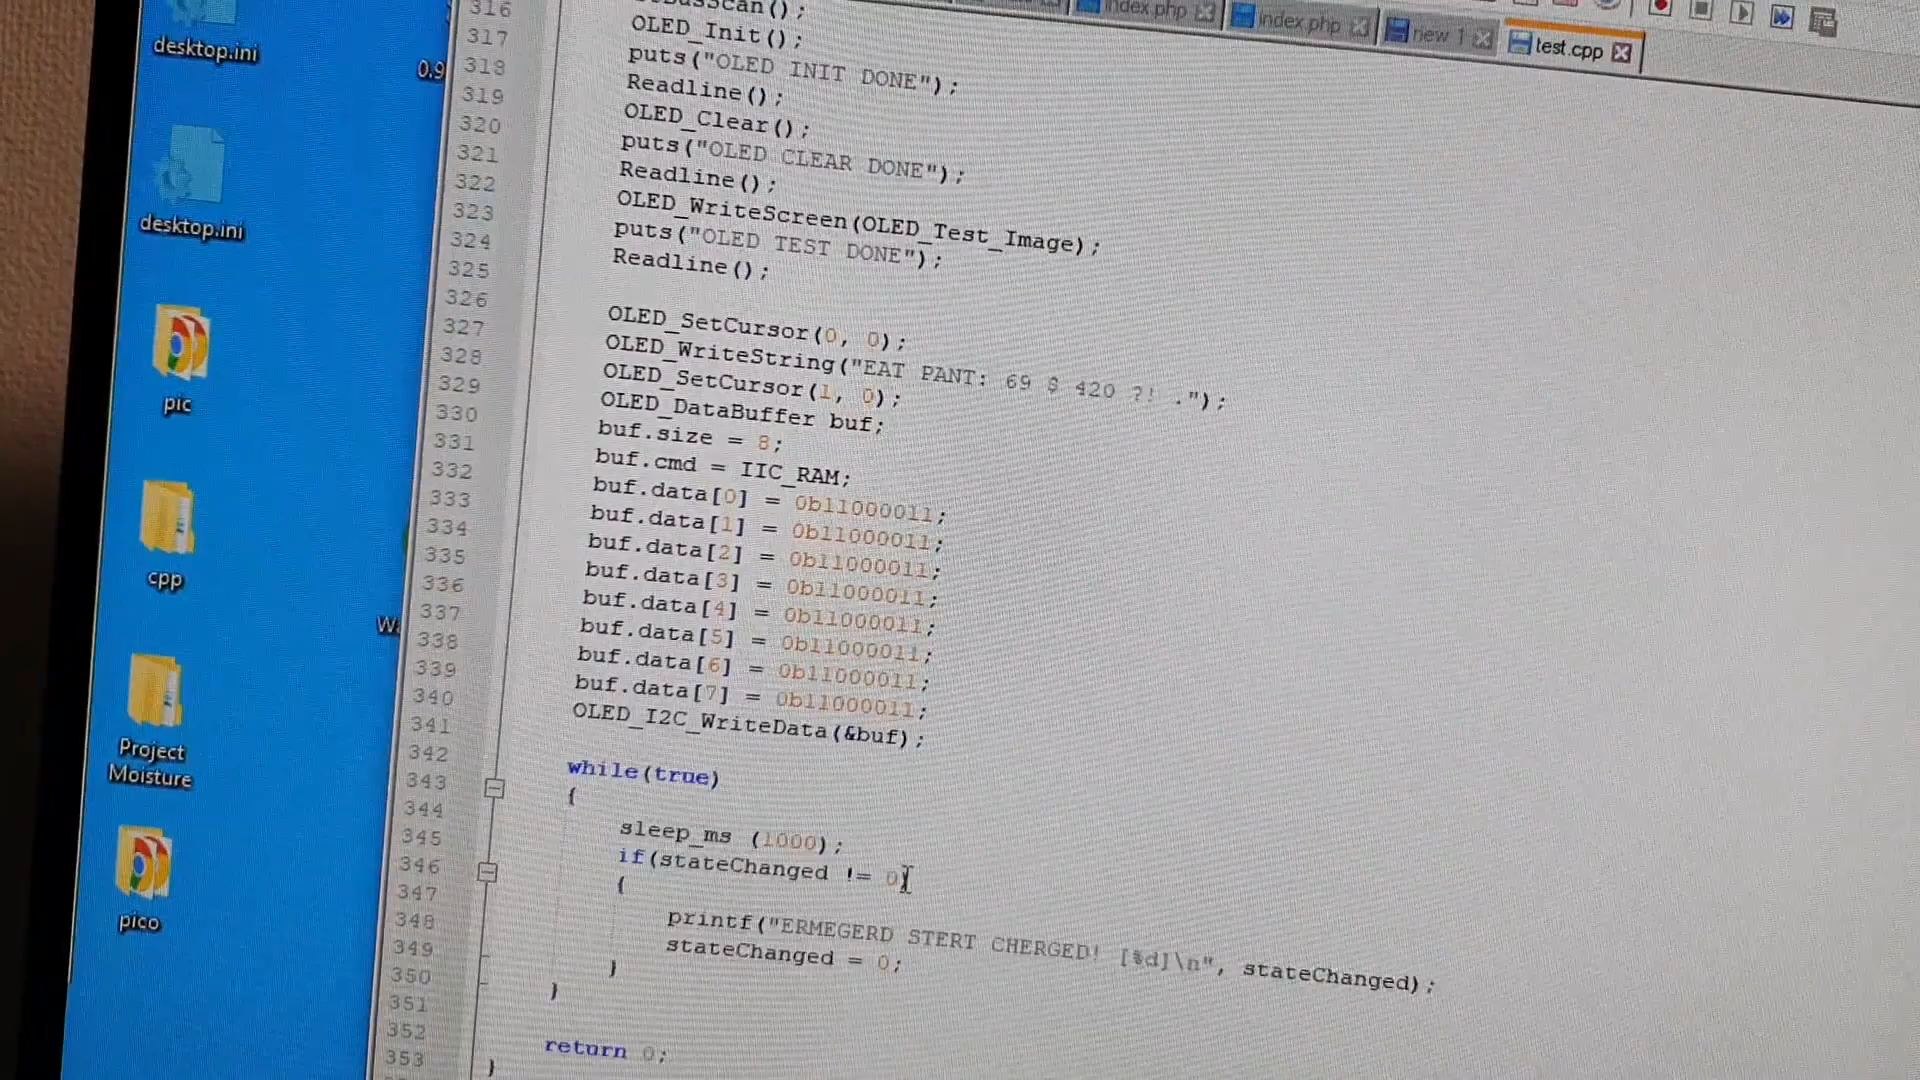 desktop.ini
desktop.ini
pic
cpp
Project
Moisture
pico
0.9
index.php
index.php
new 1
test.cpp
316
317 OLED_Init();
318 puts("OLED INIT DONE");
319 Readline();
320 OLED_Clear();
321 puts("OLED CLEAR DONE");
322 Readline();
323 OLED_WriteScreen(OLED_Test_Image);
324 puts("OLED TEST DONE");
325 Readline();
326
327 OLED_SetCursor(0, 0);
328 OLED_WriteString("EAT PANT: 69 $ 420 ?! .");
329 OLED_SetCursor(1, 0);
330 OLED_DataBuffer buf;
331 buf.size = 8;
332 buf.cmd = IIC_RAM;
333 buf.data[0] = 0b11000011;
334 buf.data[1] = 0b11000011;
335 buf.data[2] = 0b11000011;
336 buf.data[3] = 0b11000011;
337 buf.data[4] = 0b11000011;
338 buf.data[5] = 0b11000011;
339 buf.data[6] = 0b11000011;
340 buf.data[7] = 0b11000011;
341 OLED_I2C_WriteData(&buf);
342
343 while(true)
344 {
345 sleep_ms (1000);
346 if(stateChanged != 0)
347 {
348 printf("ERMEGERD STERT CHERGED! [%d]\n", stateChanged);
349 stateChanged = 0;
350 }
351 }
352
353 return 0;
}